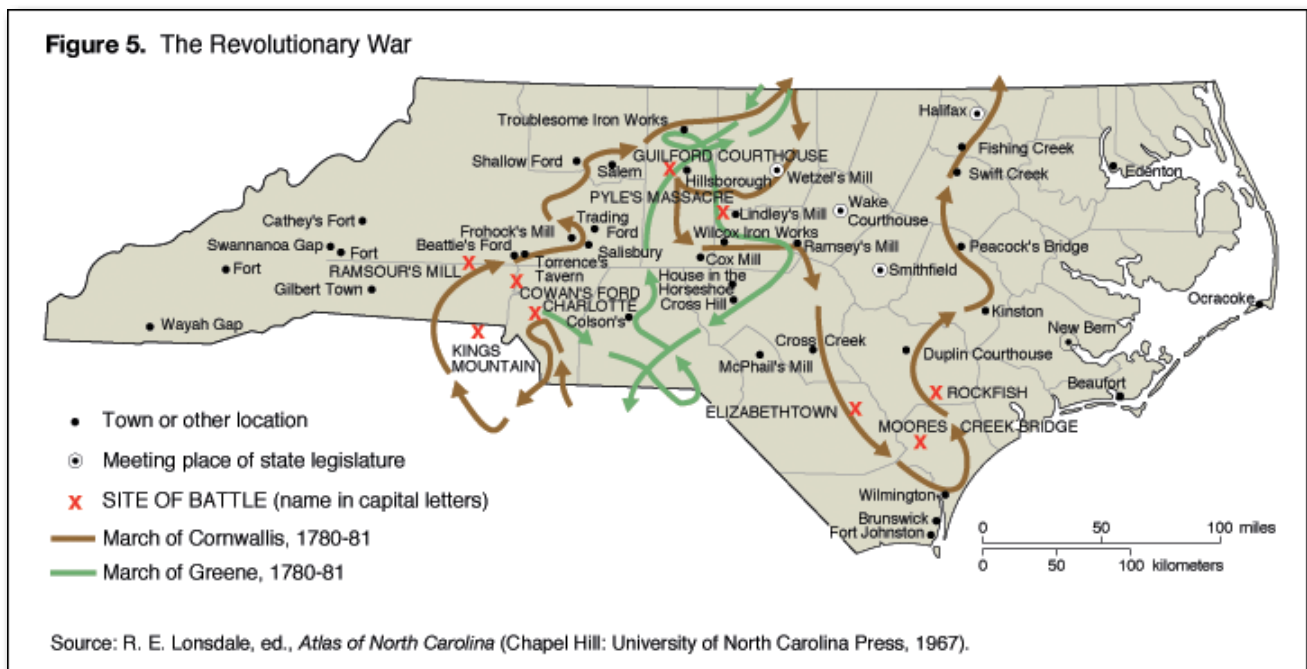 Figure 5. The Revolutionary War
Troublesome Iron Works
Halifax
Shallow Ford
Salem
GUILFORD COURTHOUSE
Hillsborough
Wetzel's Mill
Fishing Creek
Swift Creek
Edenton
PYLE'S MASSACRE
Lindley's Mill
Wake
Courthouse
Cathey's Fort
Trading
Ford
Frohock's Mill
Salisbury
Wilcox Iron Works
Ramsey's Mill
Peacock's Bridge
Swannanoa Gap
Fort
Beattie's Ford
Fort
RAMSOUR'S MILL
Torrence's
Tavern
Cox Mill
Smithfield
Gilbert Town
House in the
Horseshoe
COWAN'S FORD
CHARLOTTE
Cross Hill
Colson's
Ocracoke
Kinston
Wayah Gap
New Bern
KINGS
MOUNTAIN
Cross Creek
McPhail's Mill
Duplin Courthouse
Beaufort
ROCKFISH
ELIZABETHTOWN
MOORES CREEK BRIDGE
Wilmington
Brunswick
Fort Johnston
Town or other location
Meeting place of state legislature
X SITE OF BATTLE (name in capital letters)
March of Cornwallis, 1780-81
March of Greene, 1780-81
0 50 100 miles
0 50 100 kilometers
Source: R. E. Lonsdale, ed., Atlas of North Carolina (Chapel Hill: University of North Carolina Press, 1967).